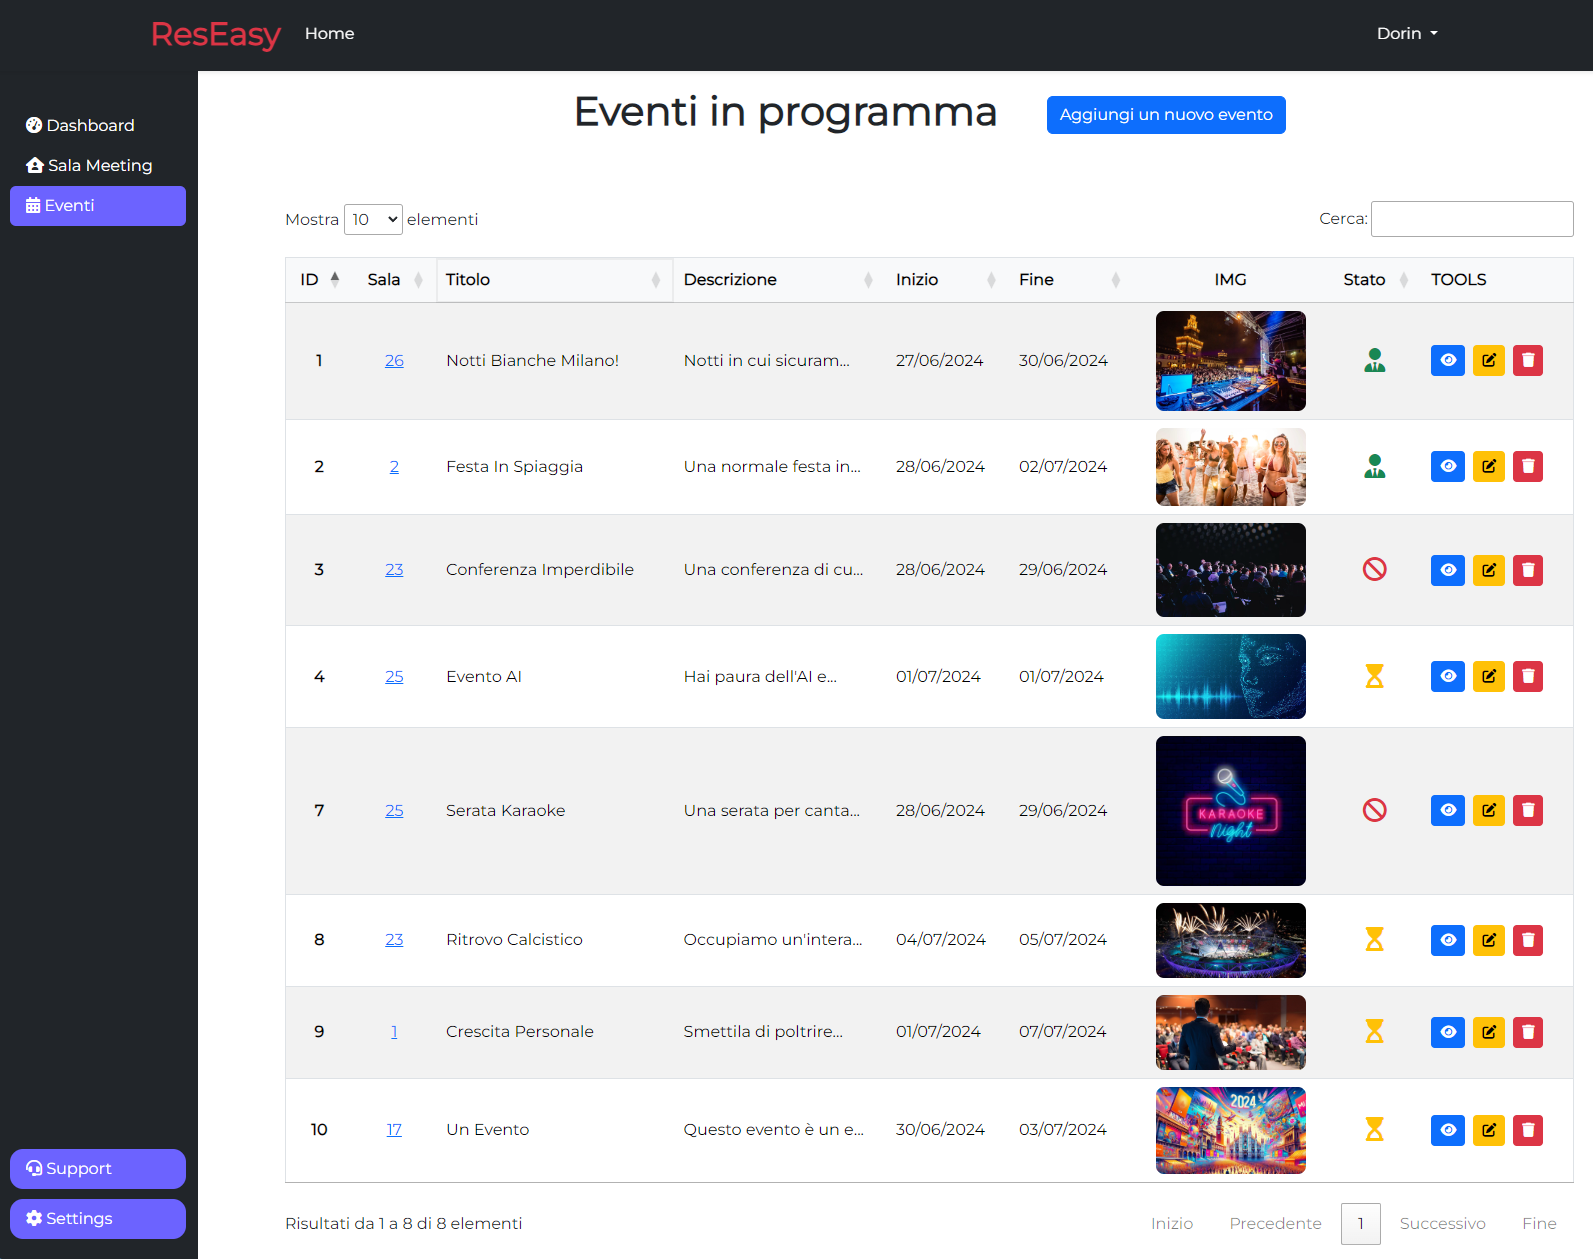 ResEasy Home Dorin
Dashboard
Sala Meeting
Eventi
Support
Settings
Eventi in programma Aggiungi un nuovo evento
Mostra 10 elementi Cerca:
ID Sala Titolo Descrizione Inizio Fine IMG Stato TOOLS
1 26 Notti Bianche Milano! Notti in cui sicuram... 27/06/2024 30/06/2024
2 2 Festa In Spiaggia Una normale festa in... 28/06/2024 02/07/2024
3 23 Conferenza Imperdibile Una conferenza di cu... 28/06/2024 29/06/2024
4 25 Evento AI Hai paura dell'AI e... 01/07/2024 01/07/2024
7 25 Serata Karaoke Una serata per canta... 28/06/2024 29/06/2024
KARAOKE
Night
8 23 Ritrovo Calcistico Occupiamo un'intera... 04/07/2024 05/07/2024
9 1 Crescita Personale Smettila di poltrire... 01/07/2024 07/07/2024
10 17 Un Evento Questo evento è un e... 30/06/2024 03/07/2024
2024
Risultati da 1 a 8 di 8 elementi Inizio Precedente 1 Successivo Fine